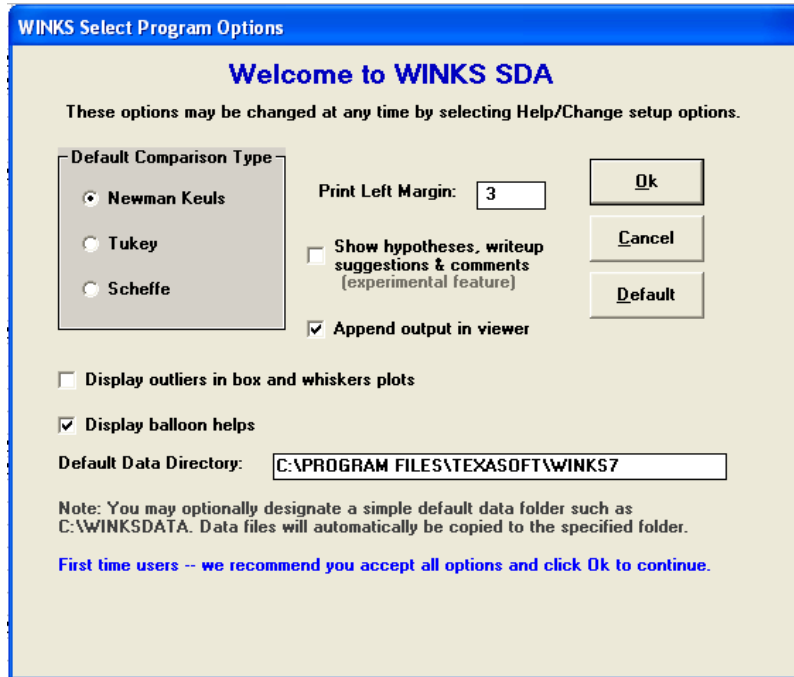 WINKS Select Program Options
Welcome to WINKS SDA
These options may be changed at any time by selecting Help/Change setup options.
Default Comparison Type
Newman Keuls
Tukey
Scheffe
Print Left Margin: 3
Show hypotheses, writeup
suggestions & comments
(experimental feature)
Append output in viewer
Ok
Cancel
Default
Display outliers in box and whiskers plots
Display balloon helps
Default Data Directory: C:\PROGRAM FILES\TEXASOFT\WINKS7
Note: You may optionally designate a simple default data folder such as
C:\WINKSDATA. Data files will automatically be copied to the specified folder.
First time users -- we recommend you accept all options and click Ok to continue.